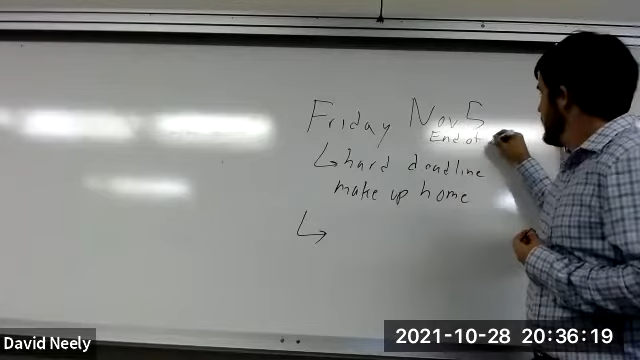 Friday Nov 5
End of
↳ hard deadline
make up home
↳
David Neely
2021-10-28 20:36:19